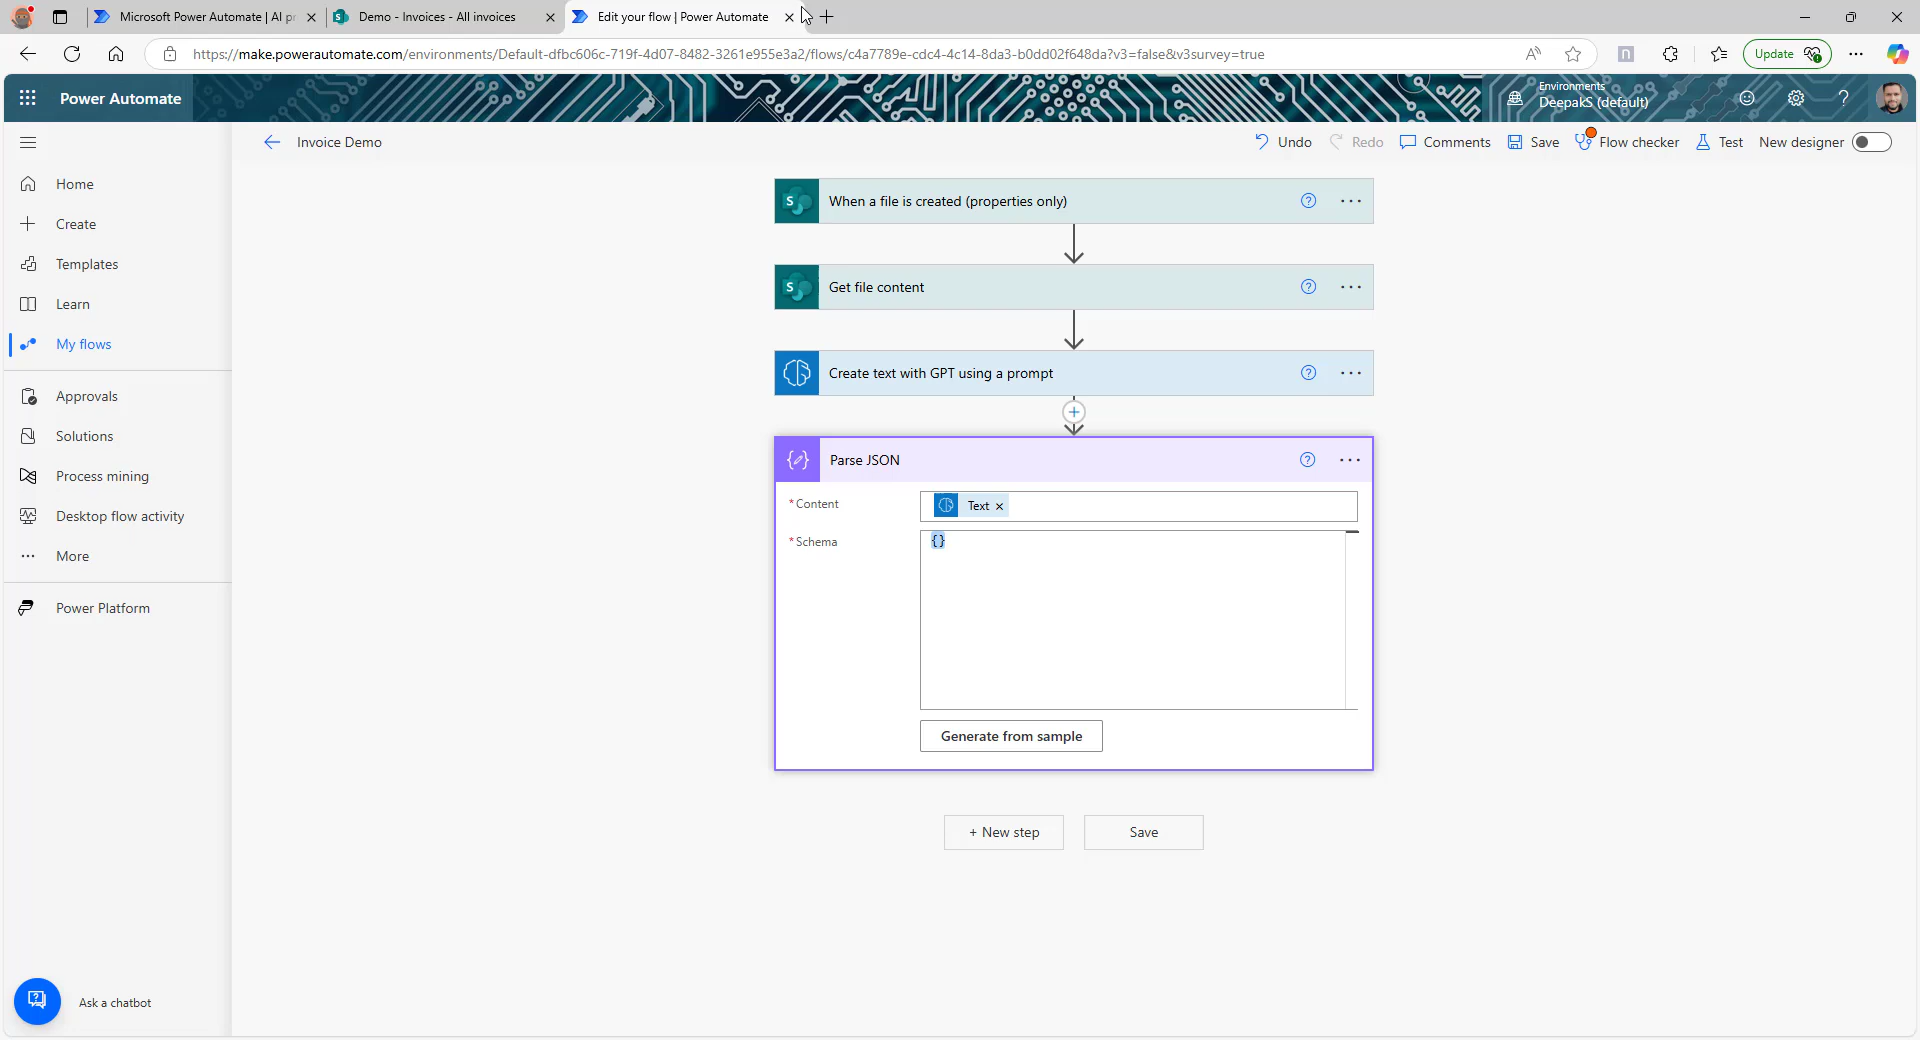 Microsoft Power Automate | AI pr
Demo - Invoices - All invoices
Edit your flow | Power Automate
https://make.powerautomate.com/environments/Default-dfbc606c-719f-4d07-8482-3261e955e3a2/flows/c4a7789e-cdc4-4c14-8da3-b0dd02f648da?v3=false&v3survey=true
Update
Power Automate
Environments
DeepakS (default)
Invoice Demo
Undo
Redo
Comments
Save
Flow checker
Test
New designer
Home
Create
Templates
Learn
My flows
Approvals
Solutions
Process mining
Desktop flow activity
More
Power Platform
Ask a chatbot
When a file is created (properties only)
Get file content
Create text with GPT using a prompt
Parse JSON
* Content
Text
* Schema
{}
Generate from sample
+ New step
Save